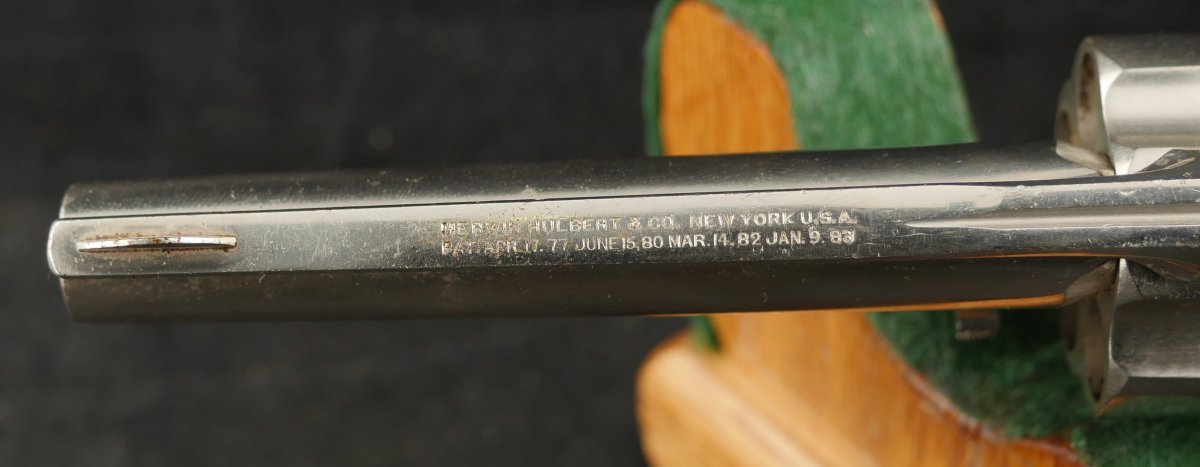 MERWIN HULBERT & CO. NEW YORK U.S.A.
PAT. APR. 17. 77. JUNE 15. 80 MAR. 14. 82 JAN. 9. 83